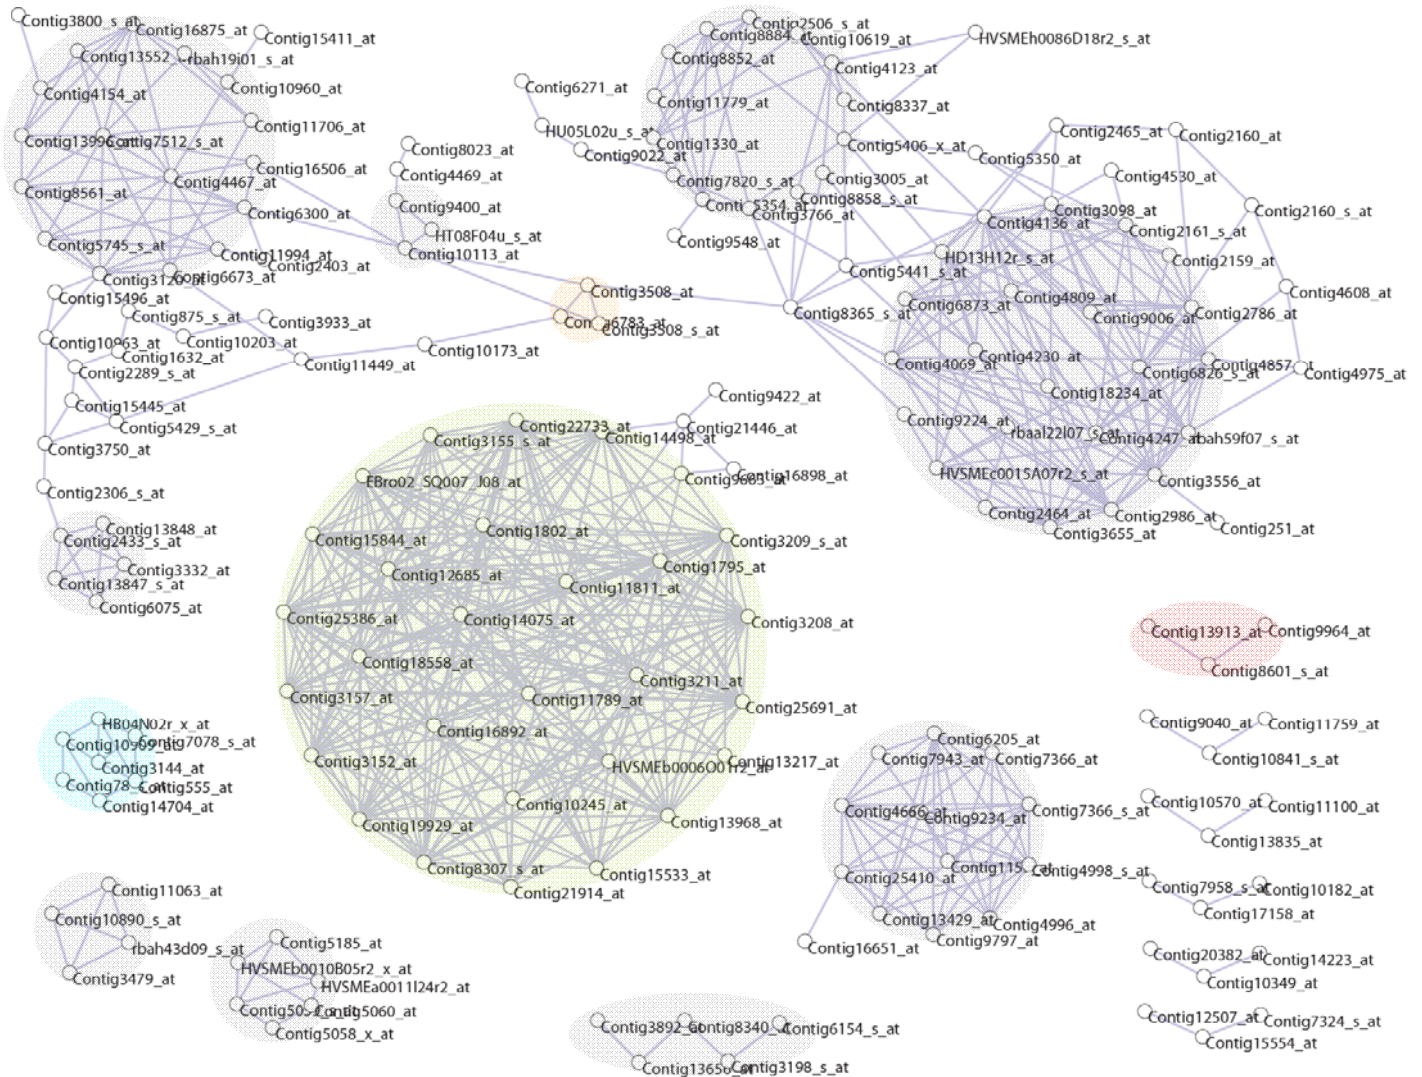 Contig3800_s_at
Contig16875_at
Contig15411_at
Contig13552
rbah19i01_s_at
Contig10960_at
Contig4154_at
Contig11706_at
Contig7512_s_at
Contig16506_at
Contig4467_at
Contig8561_at
Contig6300_at
Contig5745_s_at
Contig11994_at
Contig2403_at
Contig6673_at
Contig15496_at
Contig875_s_at
Contig3933_at
Contig10203_at
Contig1632_at
Contig2289_s_at
Contig11449_at
Contig15445_at
Contig5429_s_at
Contig3750_at
Contig2306_s_at
Contig13848_at
Contig2433_s_at
Contig3332_at
Contig13847_s_at
Contig6075_at
Contig8023_at
Contig4469_at
Contig9400_at
HT08F04u_s_at
Contig10113_at
Contig3508_at
Contig3508_s_at
Contig10173_at
Contig6271_at
HU05L02u_s_at
Contig9022_at
Contig2506_s_at
Contig8884
Contig10619_at
Contig8852_at
Contig4123_at
HVSMEh0086D18r2_s_at
Contig11779_at
Contig8337_at
Contig1330_at
Contig5406_x_at
Contig5350_at
Contig7820_s_at
Contig3005_at
Contig8858_s_at
Contig3766_at
Contig9548_at
Contig5441_s_at
Contig8365_s_at
Contig2465_at
Contig2160_at
Contig4530_at
Contig2160_s_at
Contig3098_at
Contig4136_at
Contig2161_s_at
HD13H12r_s_at
Contig2159_at
Contig4608_at
Contig4809_at
Contig6873_at
Contig9006_at
Contig2786_at
Contig4230_at
Contig4069_at
Contig4857
Contig6826_s_at
Contig4975_at
Contig18234_at
Contig9224_at
rbaal22l07_s_at
Contig4247_at
rbah59f07_s_at
HVSMEc0015A07r2_s_at
Contig3556_at
Contig2464_at
Contig2986_at
Contig251_at
Contig3655_at
Contig9422_at
Contig21446_at
Contig14498_at
Contig16898_at
Contig22733_at
Contig3155_s_at
EBro02_SQ007_J08_at
Contig1802_at
Contig15844_at
Contig3209_s_at
Contig1795_at
Contig12685_at
Contig11811_at
Contig25386_at
Contig14075_at
Contig3208_at
Contig18558_at
Contig3211_at
Contig3157_at
Contig11789_at
Contig25691_at
Contig16892_at
Contig3152_at
HVSMEb0006O01r2_at
Contig13217_at
Contig10245_at
Contig19929_at
Contig13968_at
Contig8307_s_at
Contig15533_at
Contig21914_at
HB04N02r_x_at
Contig7078_s_at
Contig3144_at
Contig555_at
Contig14704_at
Contig11063_at
Contig10890_s_at
rbah43d09_s_at
Contig3479_at
Contig5185_at
HVSMEb0010B05r2_x_at
HVSMEa0011I24r2_at
Contig5060_at
Contig5058_x_at
Contig3892_at
Contig8340
Contig6154_s_at
Contig3198_s_at
Contig6205_at
Contig7943_at
Contig7366_at
Contig4666_at
Contig9234_at
Contig7366_s_at
Contig25410_at
Contig4998_s_at
Contig13429_at
Contig4996_at
Contig9797_at
Contig16651_at
Contig13913_at
Contig9964_at
Contig8601_s_at
Contig9040_at
Contig11759_at
Contig10841_s_at
Contig10570_at
Contig11100_at
Contig13835_at
Contig7958_s_at
Contig10182_at
Contig17158_at
Contig20382_at
Contig14223_at
Contig10349_at
Contig12507_at
Contig7324_s_at
Contig15554_at